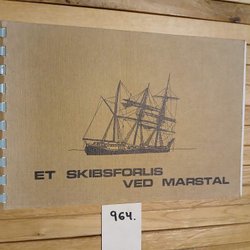 ET SKIBSFORLIS
VED MARSTAL
964.